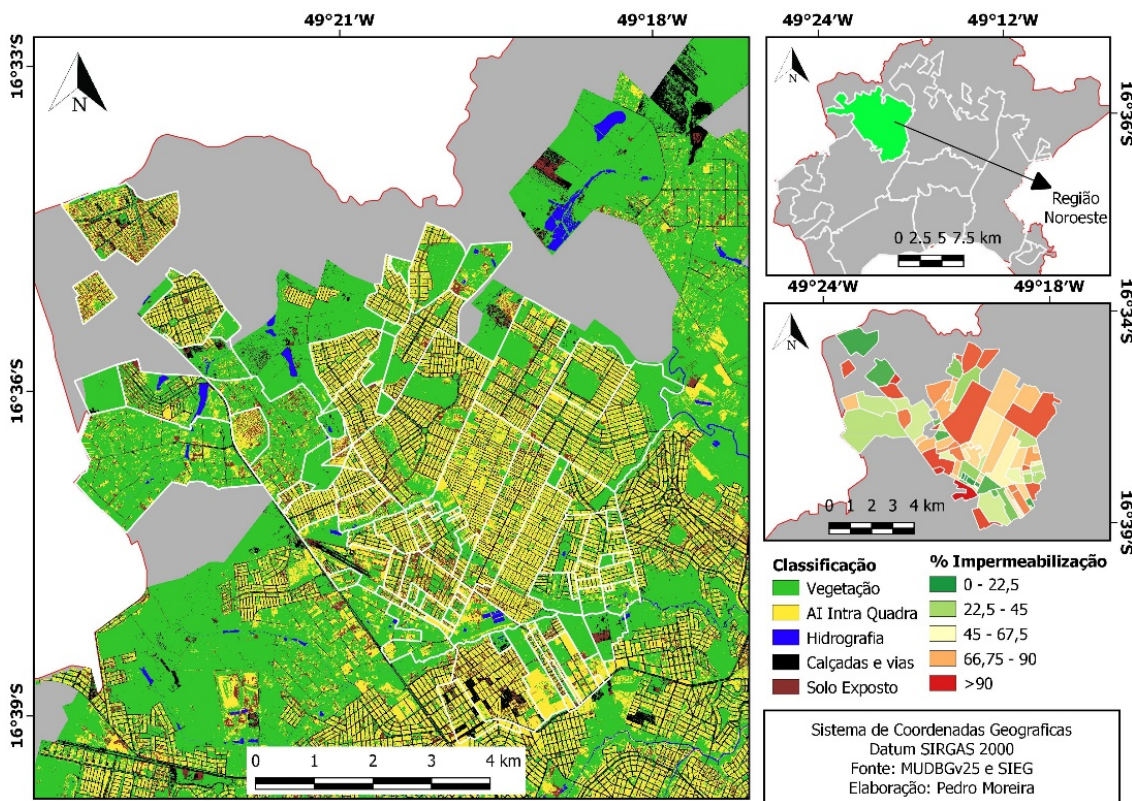 49°21'W 49°18'W
16°33'S
16°36'S
16°39'S
N
0 1 2 3 4 km
49°24'W 49°12'W
16°36'S
N
Região
Noroeste
0 2.5 5 7.5 km
49°24'W 49°18'W
16°34'S
16°39'S
N
0 1 2 3 4 km
Classificação
Vegetação
AI Intra Quadra
Hidrografia
Calçadas e vias
Solo Exposto
% Impermeabilização
0 - 22,5
22,5 - 45
45 - 67,5
66,75 - 90
>90
Sistema de Coordenadas Geograficas
Datum SIRGAS 2000
Fonte: MUDBGv25 e SIEG
Elaboração: Pedro Moreira